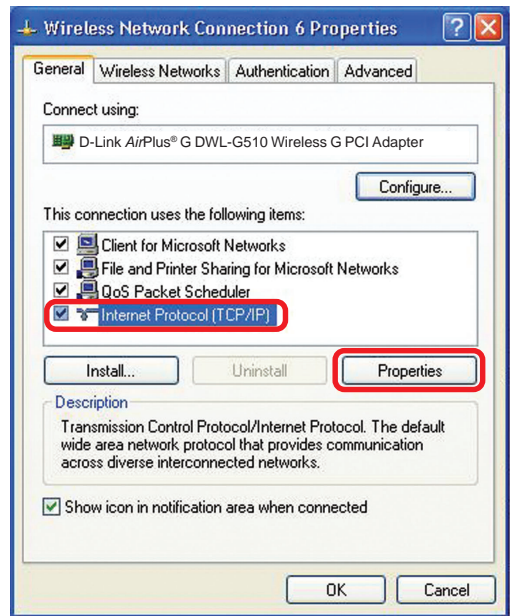 Wireless Network Connection 6 Properties
General Wireless Networks Authentication Advanced
Connect using:
D-Link AirPlus® G DWL-G510 Wireless G PCI Adapter
Configure...
This connection uses the following items:
Client for Microsoft Networks
File and Printer Sharing for Microsoft Networks
QoS Packet Scheduler
Internet Protocol (TCP/IP)
Install... Uninstall Properties
Description
Transmission Control Protocol/Internet Protocol. The default
wide area network protocol that provides communication
across diverse interconnected networks.
Show icon in notification area when connected
OK Cancel